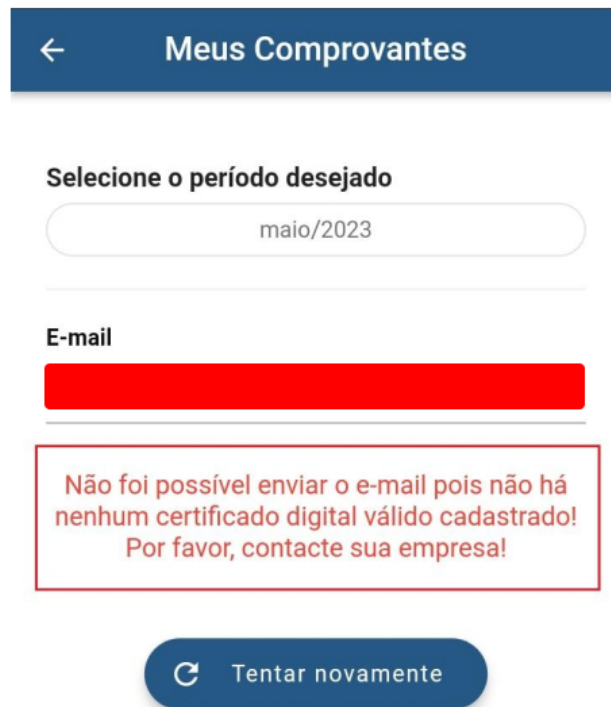 Meus Comprovantes
Selecione o período desejado
maio/2023
E-mail
Não foi possível enviar o e-mail pois não há
nenhum certificado digital válido cadastrado!
Por favor, contacte sua empresa!
Tentar novamente